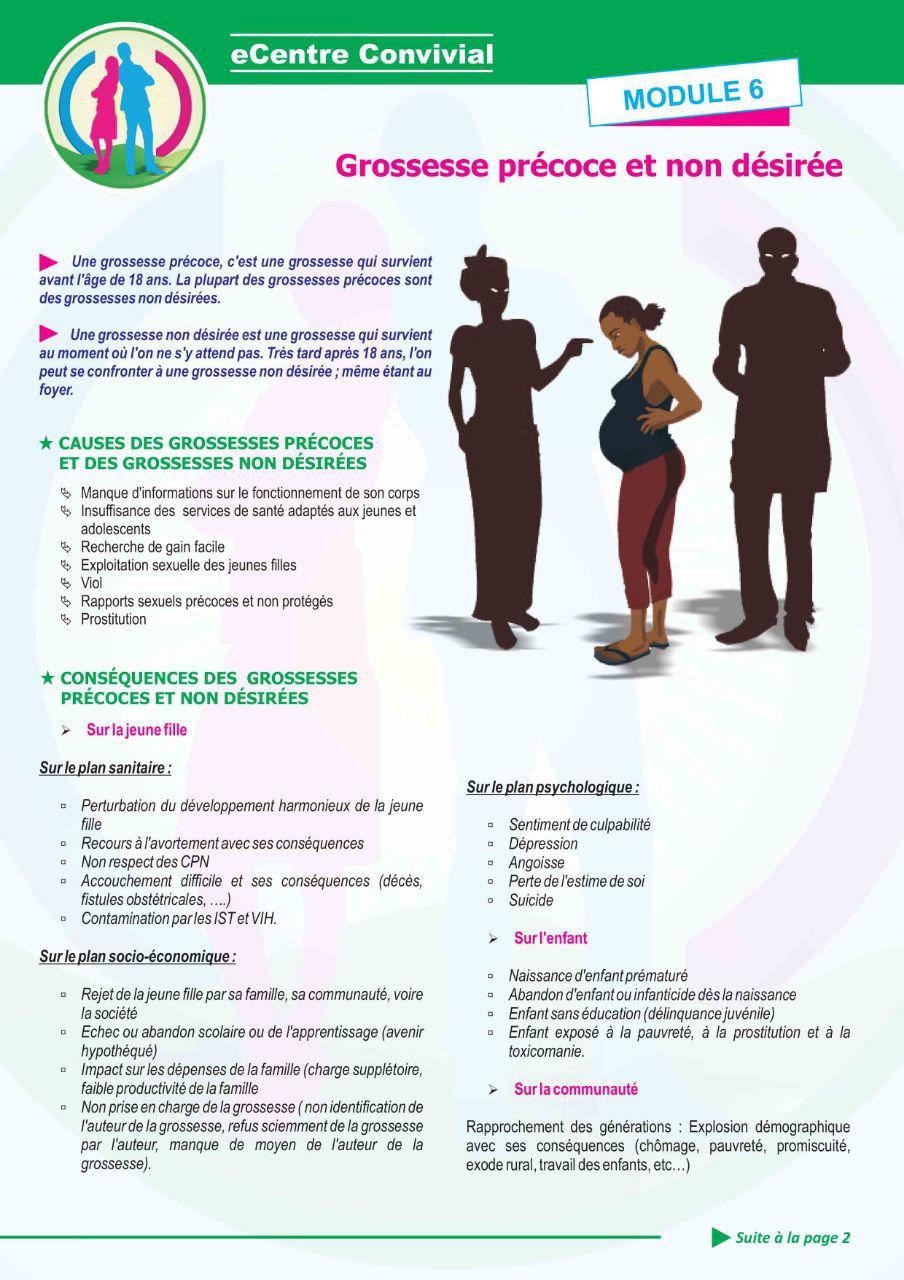 eCentre Convivial
MODULE 6
Grossesse précoce et non désirée
Une grossesse précoce, c'est une grossesse qui survient
avant l'âge de 18 ans. La plupart des grossesses précoces sont
des grossesses non désirées.
Une grossesse non désirée est une grossesse qui survient
au moment où l'on ne s'y attend pas. Très tard après 18 ans, l'on
peut se confronter à une grossesse non désirée ; même étant au
foyer.
★ CAUSES DES GROSSESSES PRÉCOCES
ET DES GROSSESSES NON DÉSIRÉES
Manque d'informations sur le fonctionnement de son corps
Insuffisance des services de santé adaptés aux jeunes et
adolescents
Recherche de gain facile
Exploitation sexuelle des jeunes filles
Viol
Rapports sexuels précoces et non protégés
Prostitution
★ CONSÉQUENCES DES GROSSESSES
PRÉCOCES ET NON DÉSIRÉES
Sur la jeune fille
Sur le plan sanitaire :
Perturbation du développement harmonieux de la jeune
fille
Recours à l'avortement avec ses conséquences
Non respect des CPN
Accouchement difficile et ses conséquences (décès,
fistules obstétricales, ….)
Contamination par les IST et VIH.
Sur le plan socio-économique :
Rejet de la jeune fille par sa famille, sa communauté, voire
la société
Echec ou abandon scolaire ou de l'apprentissage (avenir
hypothéqué)
Impact sur les dépenses de la famille (charge supplétoire,
faible productivité de la famille
Non prise en charge de la grossesse ( non identification de
l'auteur de la grossesse, refus sciemment de la grossesse
par l'auteur, manque de moyen de l'auteur de la
grossesse).
Sur le plan psychologique :
Sentiment de culpabilité
Dépression
Angoisse
Perte de l'estime de soi
Suicide
Sur l'enfant
Naissance d'enfant prématuré
Abandon d'enfant ou infanticide dès la naissance
Enfant sans éducation (délinquance juvénile)
Enfant exposé à la pauvreté, à la prostitution et à la
toxicomanie.
Sur la communauté
Rapprochement des générations : Explosion démographique
avec ses conséquences (chômage, pauvreté, promiscuité,
exode rural, travail des enfants, etc…)
Suite à la page 2